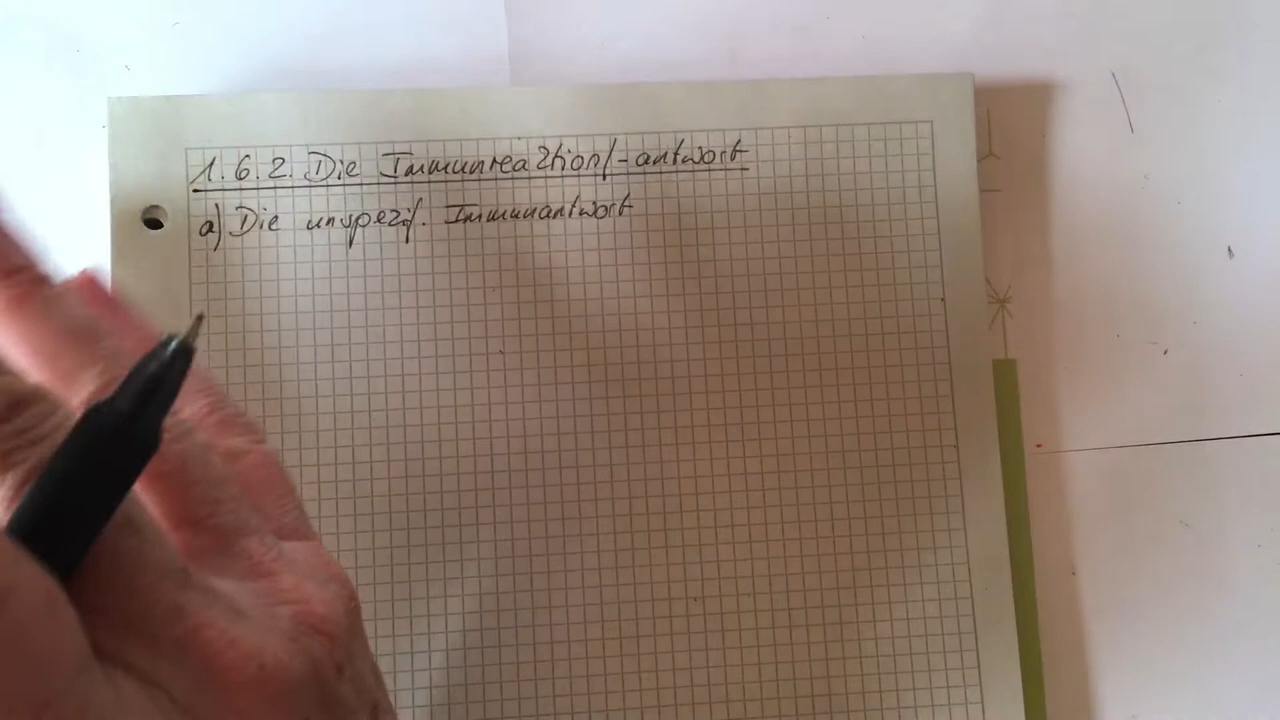 1.6.2. Die Immunreaktion/-antwort
a) Die unspezif. Immunantwort